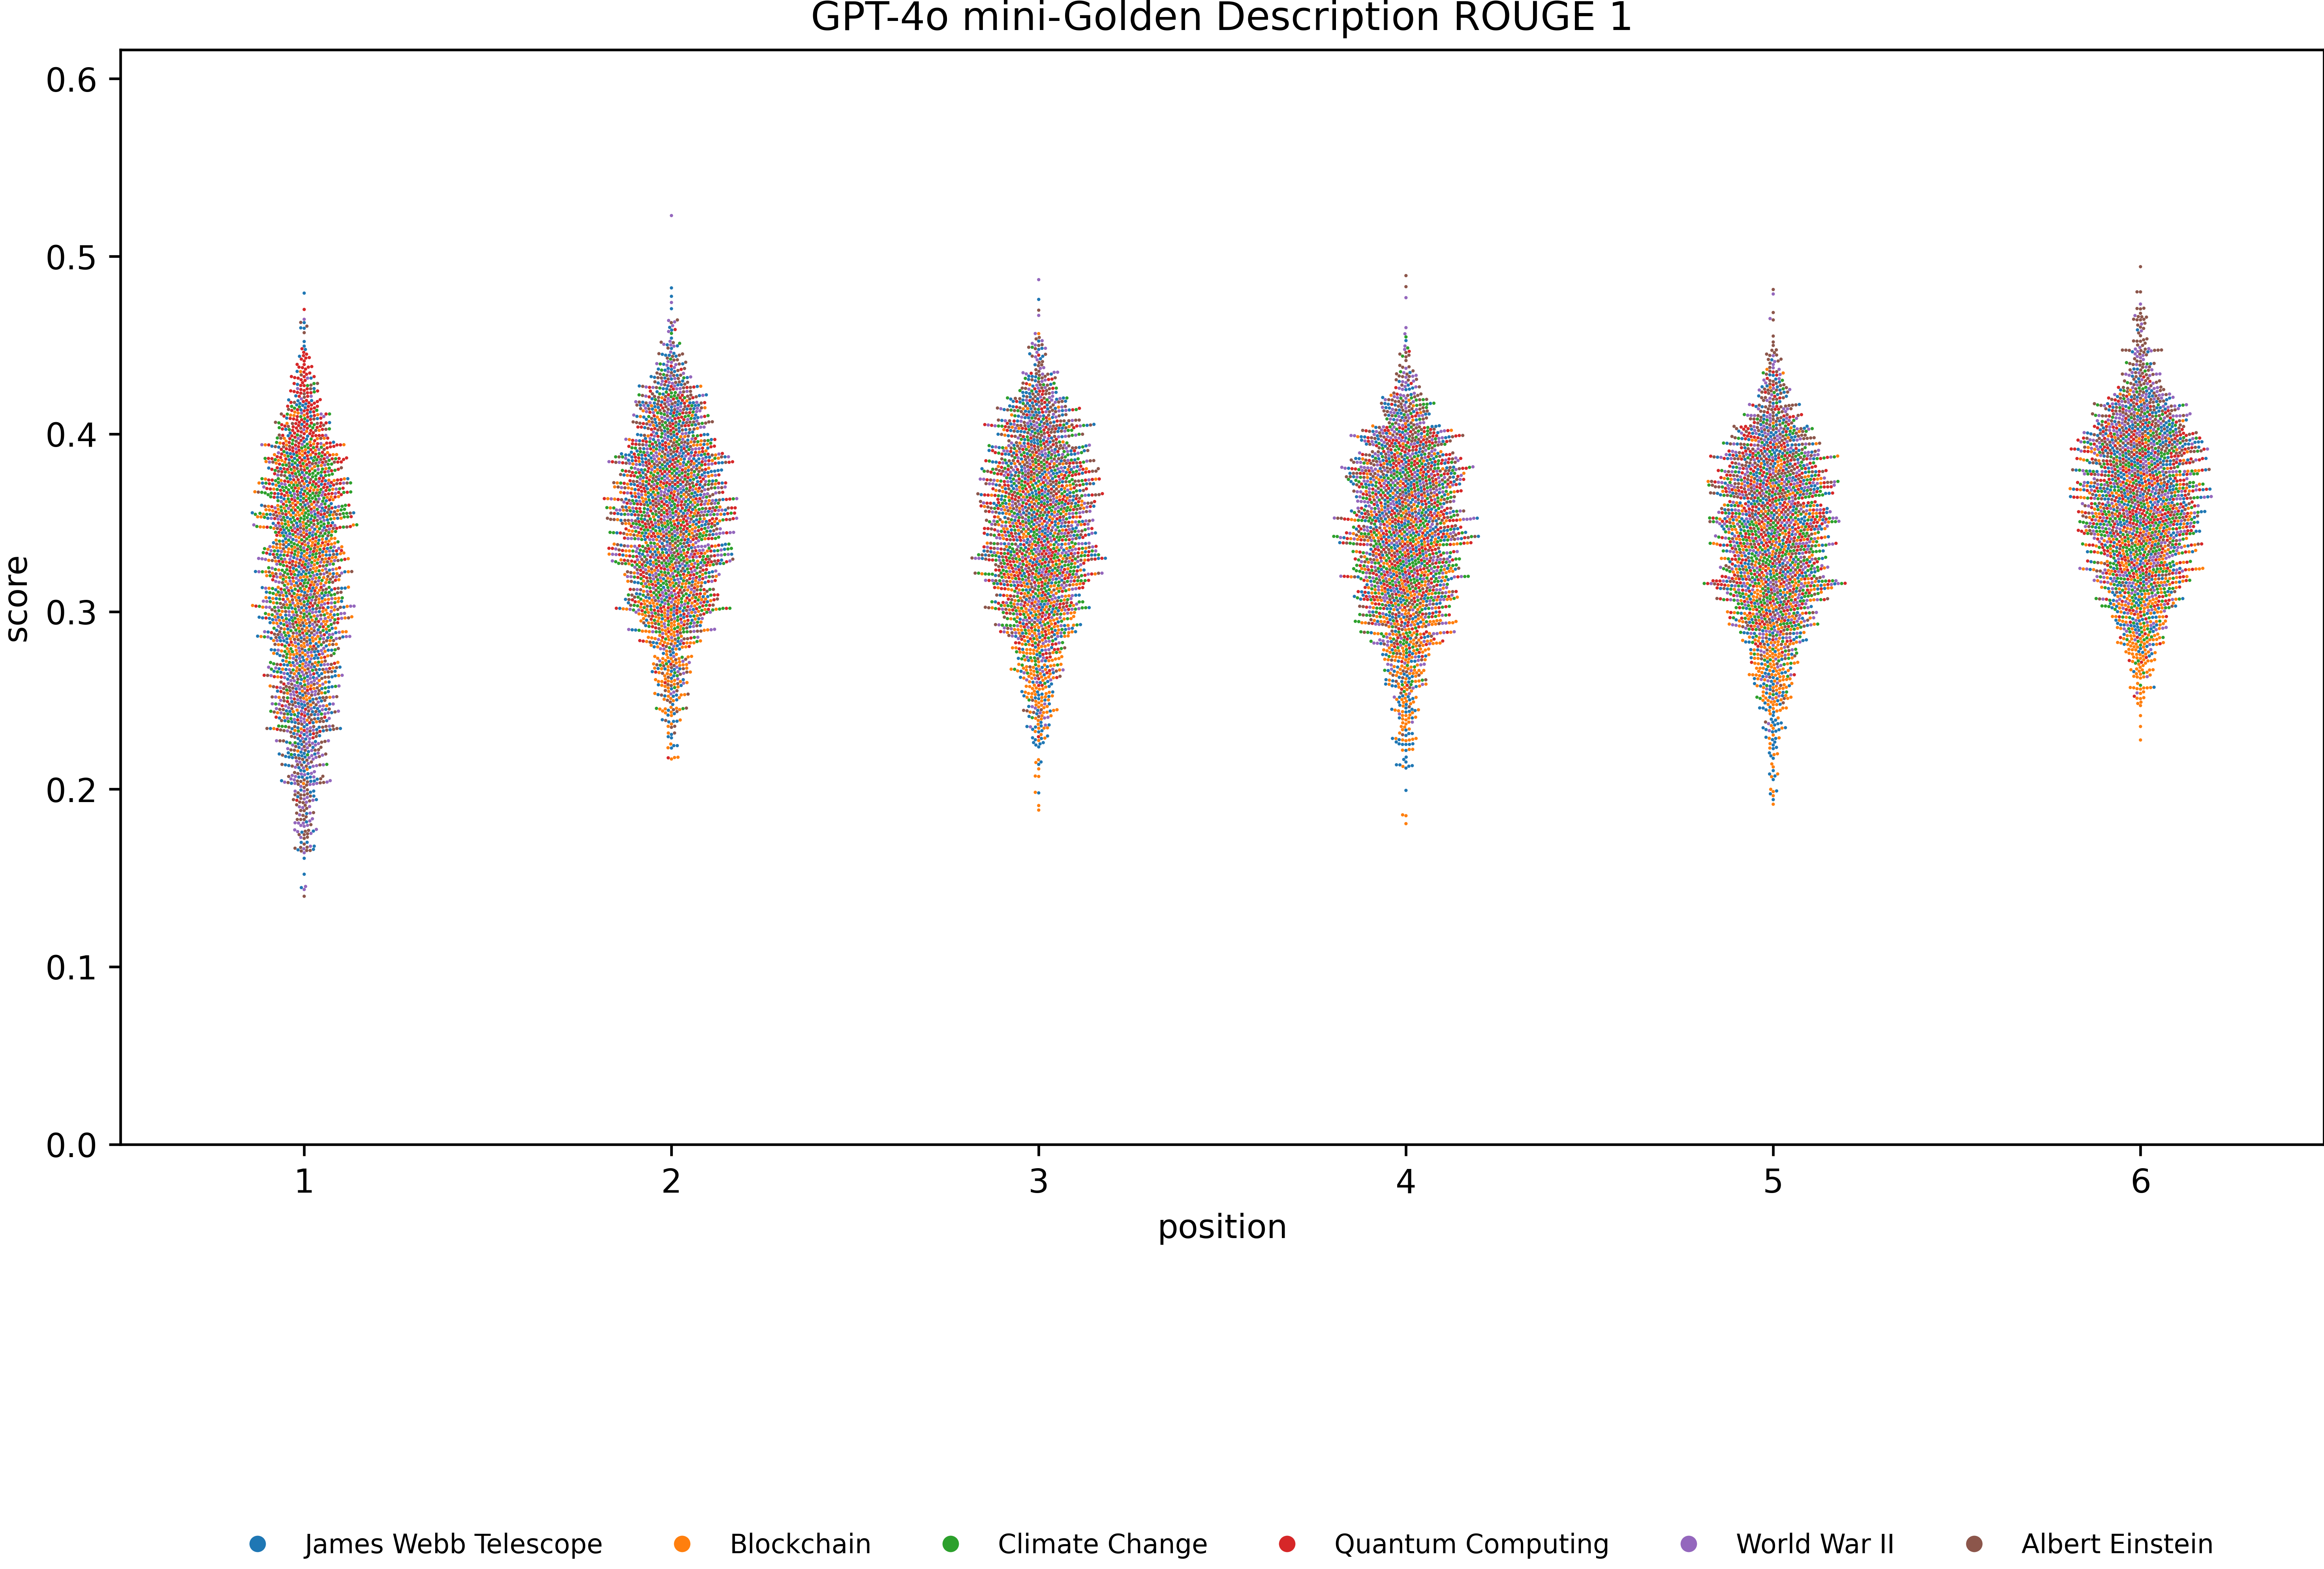 GPT-4o mini-Golden Description ROUGE 1
0.6
0.5
0.4
0.3
0.2
0.1
0.0
score
1 2 3 4 5 6
position
James Webb Telescope Blockchain Climate Change Quantum Computing World War II Albert Einstein